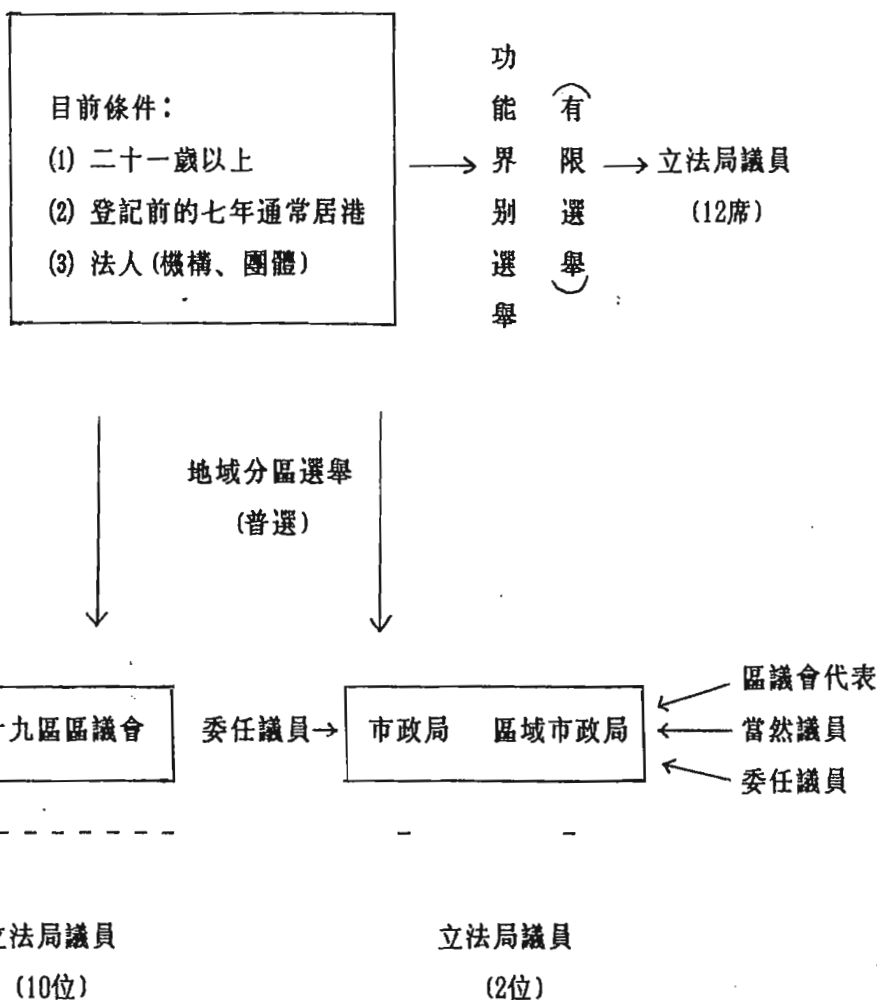 目前條件：
(1) 二十一歲以上
(2) 登記前的七年通常居港
(3) 法人(機構、團體)
功能界別選舉
(有限選舉)
立法局議員
(12席)
地域分區選舉
(普選)
十九區區議會
委任議員
市政局 區域市政局
區議會代表
當然議員
委任議員
立法局議員
(10位)
立法局議員
(2位)